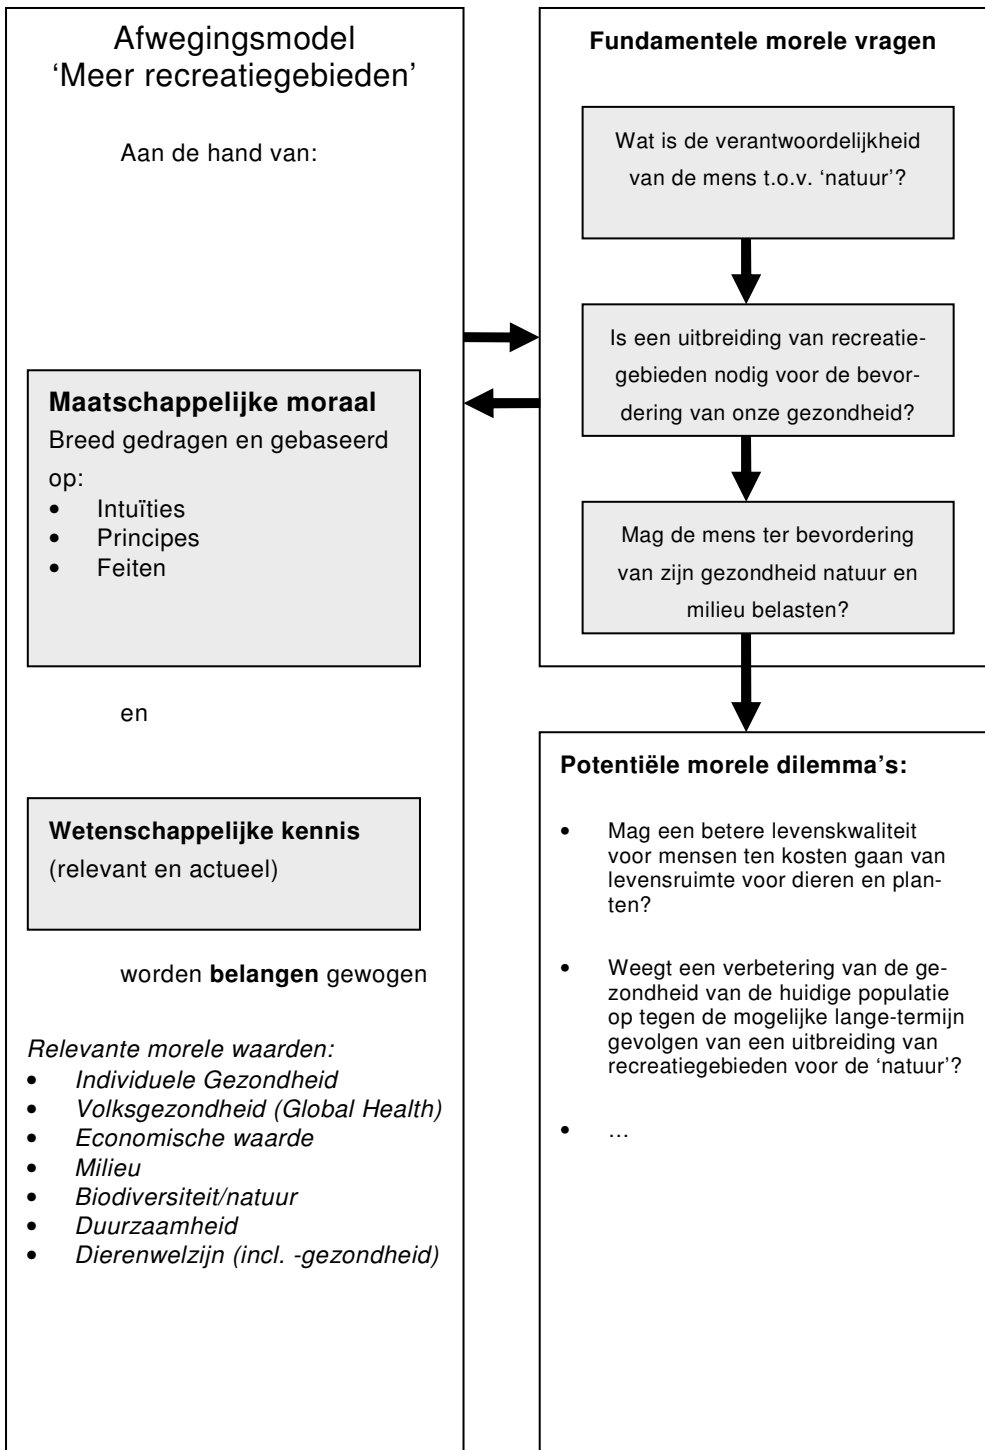 Afwegingsmodel
‘Meer recreatiegebieden’
Aan de hand van:
Maatschappelijke moraal
Breed gedragen en gebaseerd
op:
• Intuïties
• Principes
• Feiten
en
Wetenschappelijke kennis
(relevant en actueel)
worden belangen gewogen
Relevante morele waarden:
• Individuele Gezondheid
• Volksgezondheid (Global Health)
• Economische waarde
• Milieu
• Biodiversiteit/natuur
• Duurzaamheid
• Dierenwelzijn (incl. -gezondheid)
Fundamentele morele vragen
Wat is de verantwoordelijkheid
van de mens t.o.v. ‘natuur’?
Is een uitbreiding van recreatie-
gebieden nodig voor de bevor-
dering van onze gezondheid?
Mag de mens ter bevordering
van zijn gezondheid natuur en
milieu belasten?
Potentiële morele dilemma’s:
• Mag een betere levenskwaliteit
voor mensen ten kosten gaan van
levensruimte voor dieren en plan-
ten?
• Weegt een verbetering van de ge-
zondheid van de huidige populatie
op tegen de mogelijke lange-termijn
gevolgen van een uitbreiding van
recreatiegebieden voor de ‘natuur’?
• …